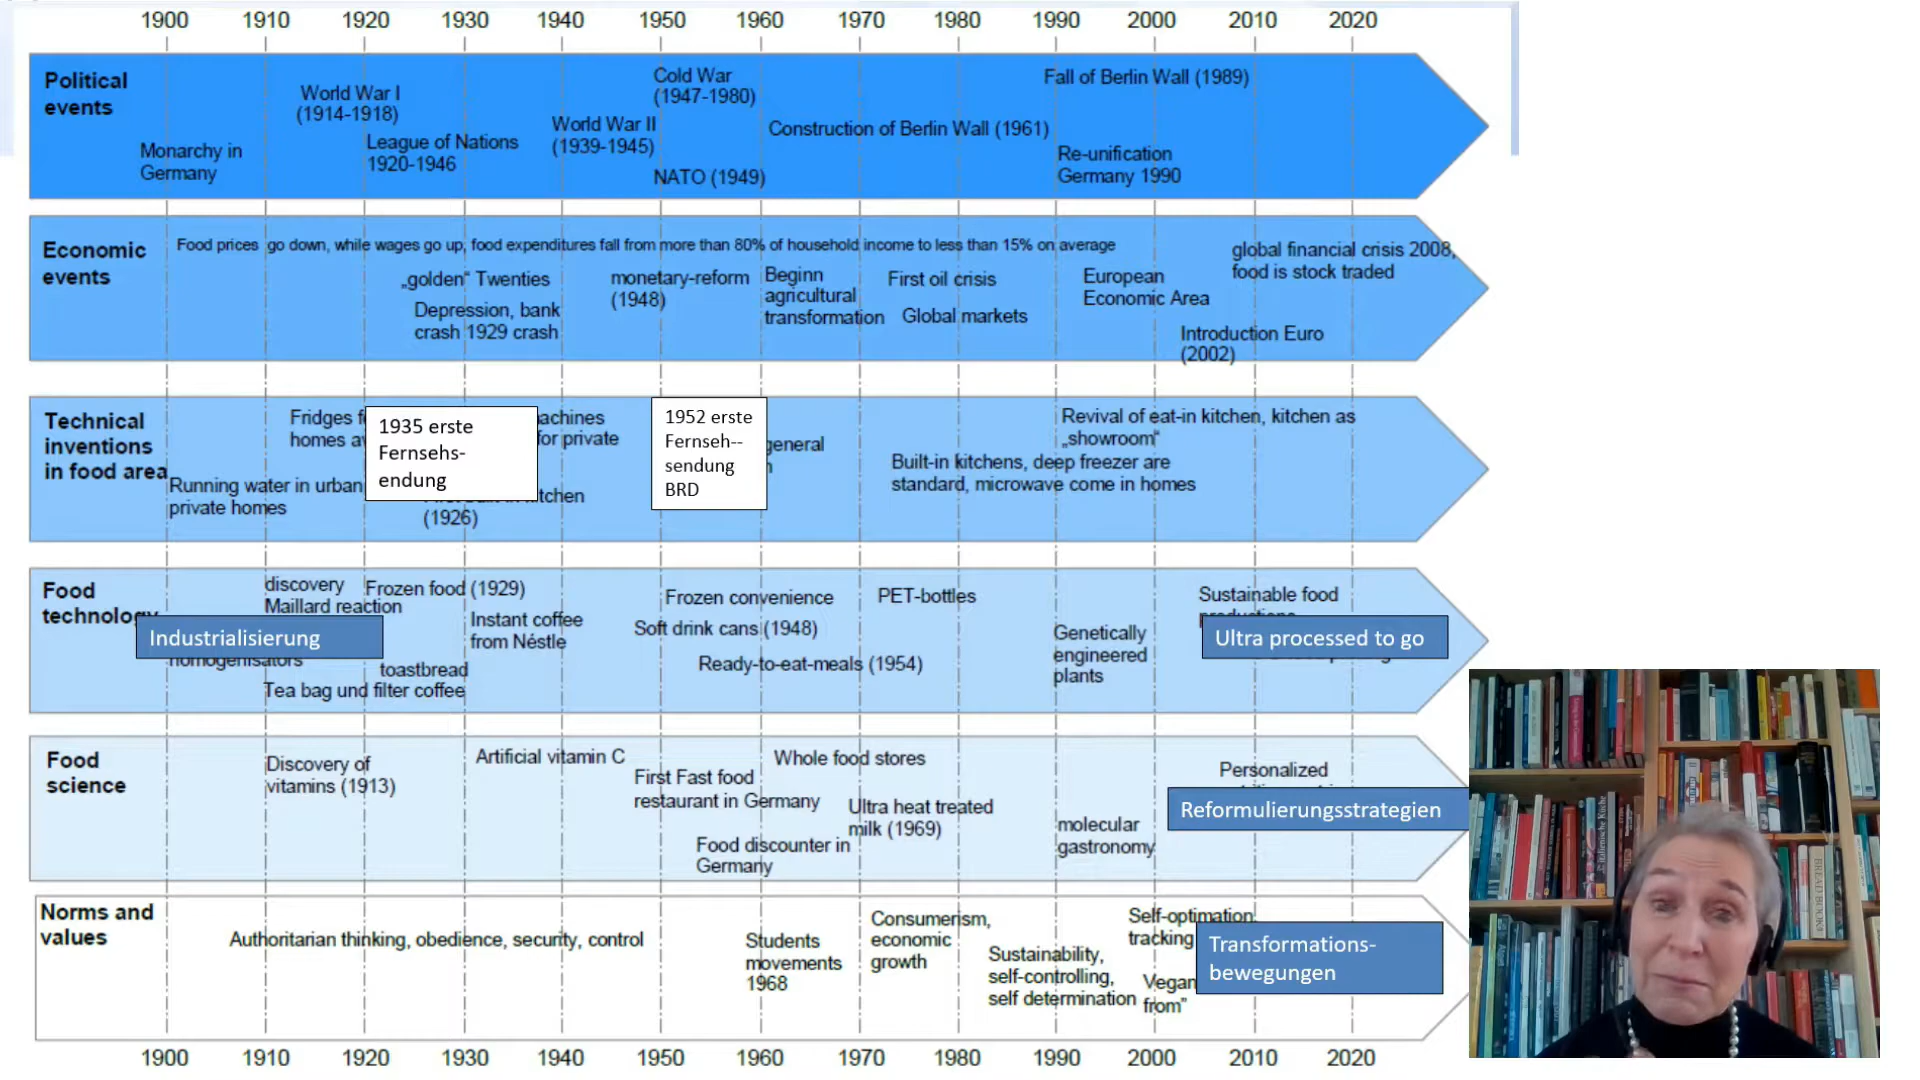 1900 1910 1920 1930 1940 1950 1960 1970 1980 1990 2000 2010 2020
Political
events
Monarchy in
Germany
World War I
(1914-1918)
League of Nations
1920-1946
World War II
(1939-1945)
Cold War
(1947-1980)
NATO (1949)
Construction of Berlin Wall (1961)
Fall of Berlin Wall (1989)
Re-unification
Germany 1990
Economic
events
Food prices go down, while wages go up, food expenditures fall from more than 80% of household income to less than 15% on average
„golden“ Twenties
Depression, bank
crash 1929 crash
monetary-reform
(1948)
Beginn
agricultural
transformation
First oil crisis
Global markets
European
Economic Area
Introduction Euro
(2002)
global financial crisis 2008,
food is stock traded
Technical
inventions
in food area
Running water in urban
private homes
Fridges
homes
1935 erste
Fernsehs-
endung
for private
(1926)
1952 erste
Fernseh--
sendung
BRD
general
Built-in kitchens, deep freezer are
standard, microwave come in homes
Revival of eat-in kitchen, kitchen as
„showroom“
Food
technology
Industrialisierung
homogenisators
discovery
Maillard reaction
Frozen food (1929)
toastbread
Tea bag und filter coffee
Instant coffee
from Néstle
Frozen convenience
Soft drink cans (1948)
Ready-to-eat-meals (1954)
PET-bottles
Genetically
engineered
plants
Sustainable food
Ultra processed to go
Food
science
Discovery of
vitamins (1913)
Artificial vitamin C
First Fast food
restaurant in Germany
Food discounter in
Germany
Whole food stores
Ultra heat treated
milk (1969)
molecular
gastronomy
Personalized
Reformulierungsstrategien
Norms and
values
Authoritarian thinking, obedience, security, control
Students
movements
1968
Consumerism,
economic
growth
Sustainability,
self-controlling,
self determination
Self-optimation,
tracking
Vegan
from”
Transformations-
bewegungen
1900 1910 1920 1930 1940 1950 1960 1970 1980 1990 2000 2010 2020